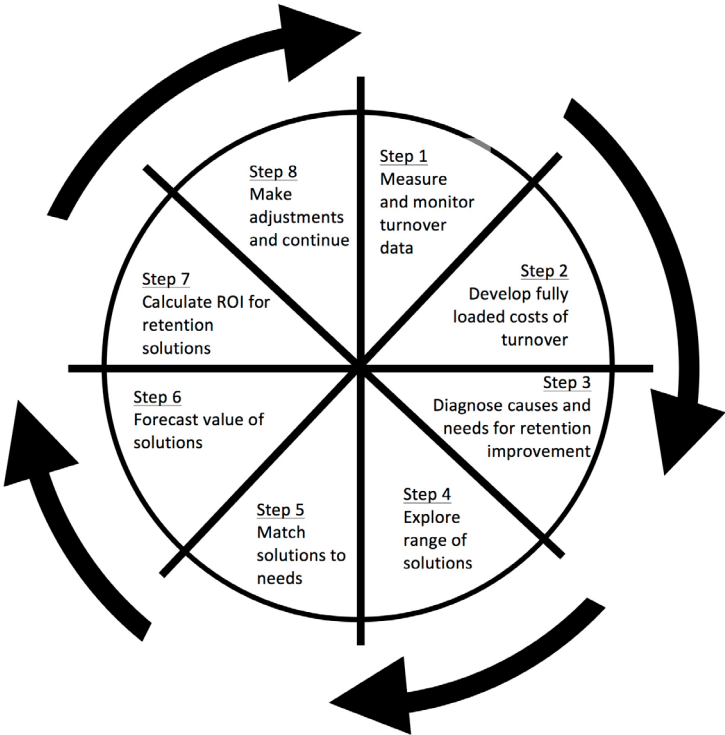 Step 1
Measure
and monitor
turnover
data
Step 2
Develop fully
loaded costs of
turnover
Step 3
Diagnose causes and
needs for retention
improvement
Step 4
Explore
range of
solutions
Step 5
Match
solutions to
needs
Step 6
Forecast value of
solutions
Step 7
Calculate ROI for
retention
solutions
Step 8
Make
adjustments
and continue